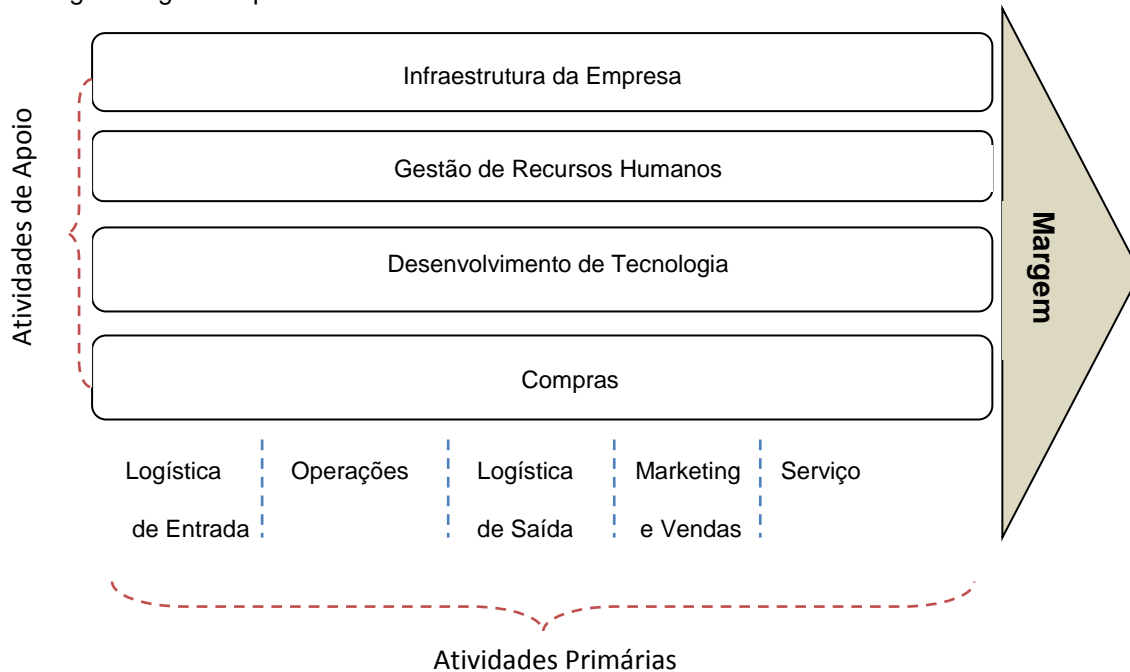 Infraestrutura da Empresa
Gestão de Recursos Humanos
Desenvolvimento de Tecnologia
Compras
Atividades de Apoio
Margem
Logística
de Entrada
Operações
Logística
de Saída
Marketing
e Vendas
Serviço
Atividades Primárias